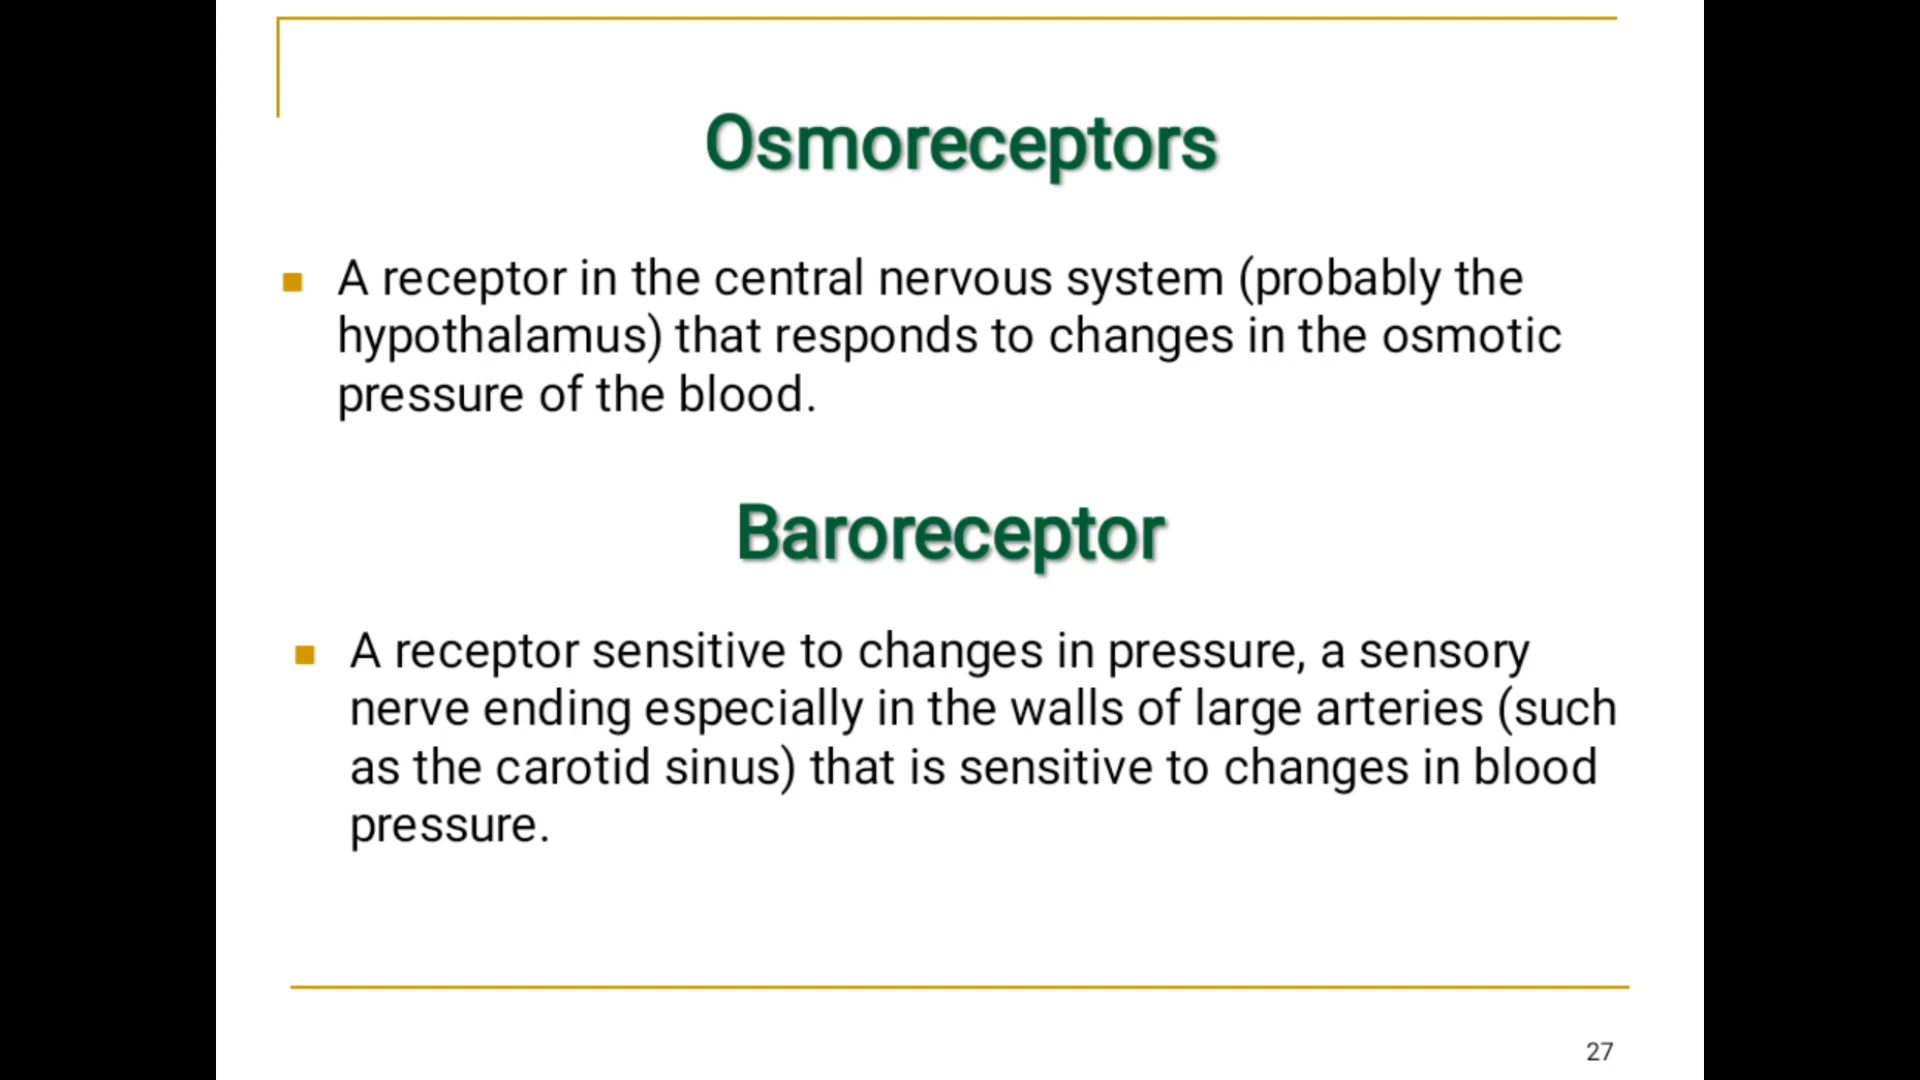 Osmoreceptors
A receptor in the central nervous system (probably the
hypothalamus) that responds to changes in the osmotic
pressure of the blood.
Baroreceptor
A receptor sensitive to changes in pressure, a sensory
nerve ending especially in the walls of large arteries (such
as the carotid sinus) that is sensitive to changes in blood
pressure.
27